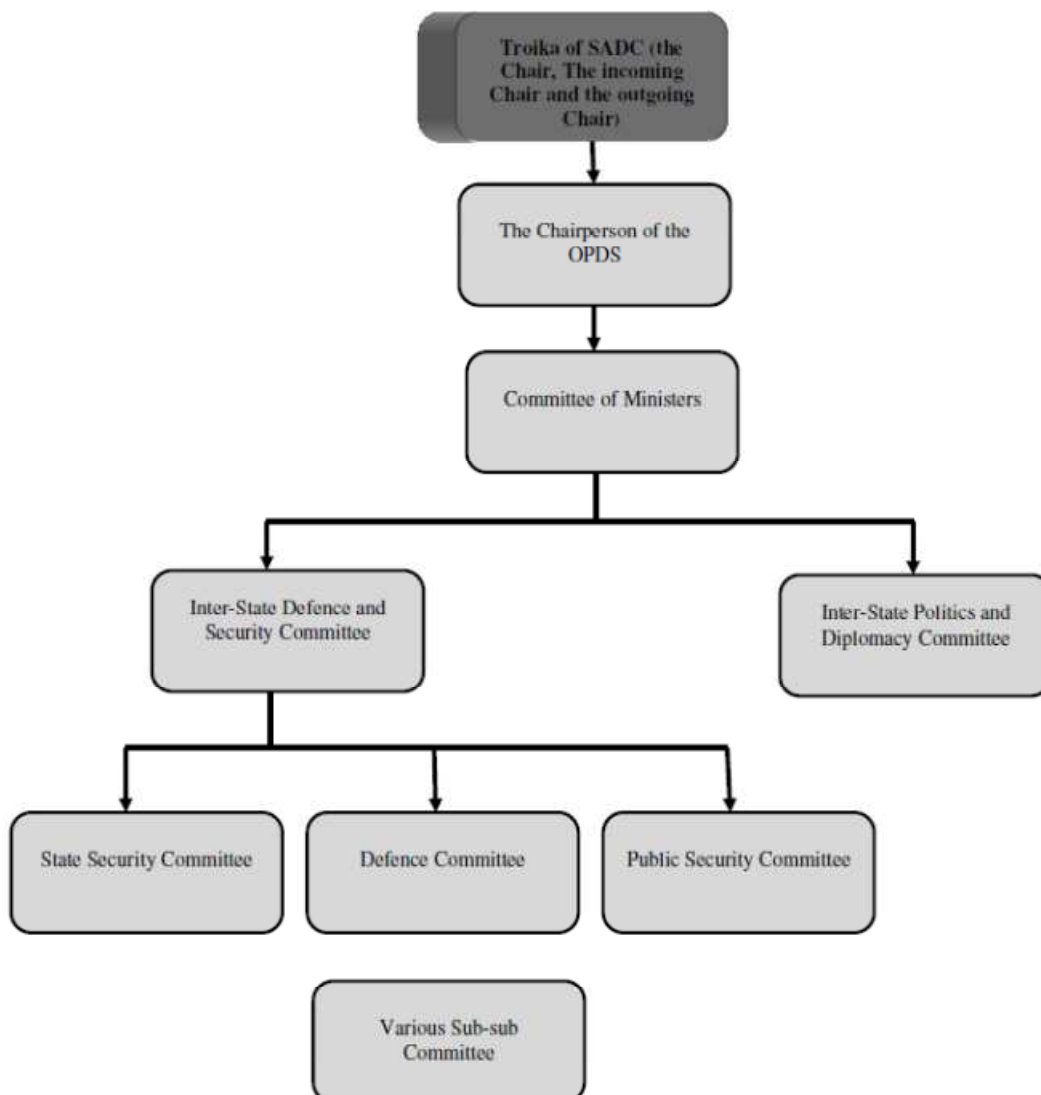 Troika of SADC (the
Chair, The incoming
Chair and the outgoing
Chair)
The Chairperson of the
OPDS
Committee of Ministers
Inter-State Defence and
Security Committee
Inter-State Politics and
Diplomacy Committee
State Security Committee
Defence Committee
Public Security Committee
Various Sub-sub
Committee